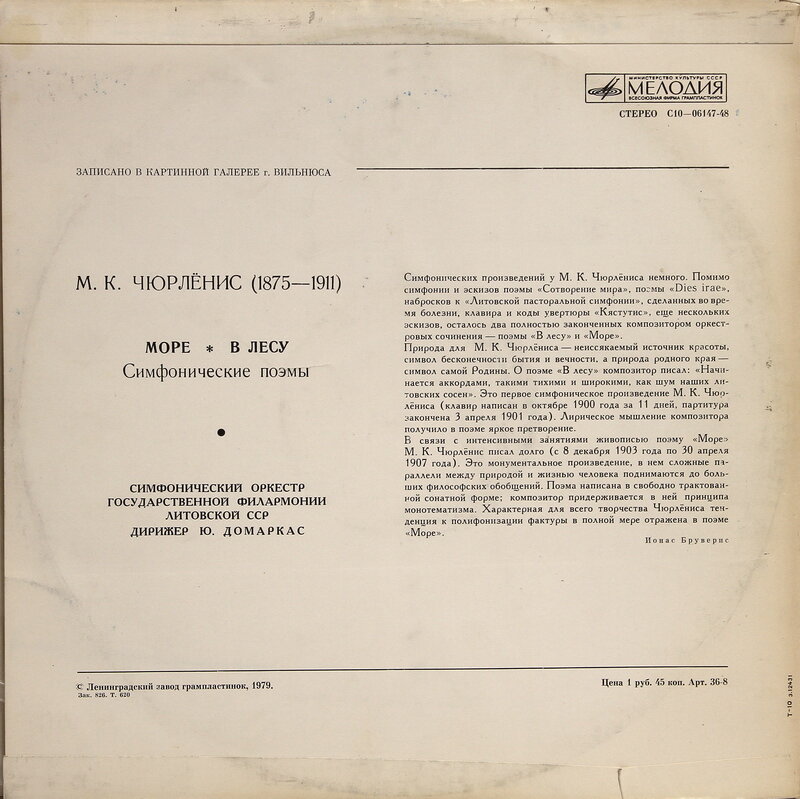 МИНИСТЕРСТВО КУЛЬТУРЫ СССР
МЕЛОДИЯ
ВСЕСОЮЗНАЯ ФИРМА ГРАМПЛАСТИНОК
СТЕРЕО С10—06147-48
ЗАПИСАНО В КАРТИННОЙ ГАЛЕРЕЕ г. ВИЛЬНЮСА
М. К. ЧЮРЛЁНИС (1875—1911)
МОРЕ * В ЛЕСУ
Симфонические поэмы
СИМФОНИЧЕСКИЙ ОРКЕСТР
ГОСУДАРСТВЕННОЙ ФИЛАРМОНИИ
ЛИТОВСКОЙ ССР
ДИРИЖЕР Ю. ДОМАРКАС
Симфонических произведений у М. К. Чюрлёниса немного. Помимо
симфонии и эскизов поэмы «Сотворение мира», поэмы «Dies irae»,
набросков к «Литовской пасторальной симфонии», сделанных во вре-
мя болезни, клавира и коды увертюры «Кястутис», еще нескольких
эскизов, осталось два полностью законченных композитором оркест-
ровых сочинения — поэмы «В лесу» и «Море».
Природа для М. К. Чюрлёниса — неиссякаемый источник красоты,
символ бесконечности бытия и вечности, а природа родного края —
символ самой Родины. О поэме «В лесу» композитор писал: «Начи-
нается аккордами, такими тихими и широкими, как шум наших ли-
товских сосен». Это первое симфоническое произведение М. К. Чюр-
лёниса (клавир написан в октябре 1900 года за 11 дней, партитура
закончена 3 апреля 1901 года). Лирическое мышление композитора
получило в поэме яркое претворение.
В связи с интенсивными занятиями живописью поэму «Море»
М. К. Чюрлёнис писал долго (с 8 декабря 1903 года по 30 апреля
1907 года). Это монументальное произведение, в нем сложные па-
раллели между природой и жизнью человека поднимаются до боль-
ших философских обобщений. Поэма написана в свободно трактован-
ной сонатной форме; композитор придерживается в ней принципа
монотематизма. Характерная для всего творчества Чюрлёниса тен-
денция к полифонизации фактуры в полной мере отражена в поэме
«Море».
Ионас Бруверис
© Ленинградский завод грампластинок, 1979.
Зак. 826. Т. 620
Цена 1 руб. 45 коп. Арт. 36-8
Т-10 з.12431